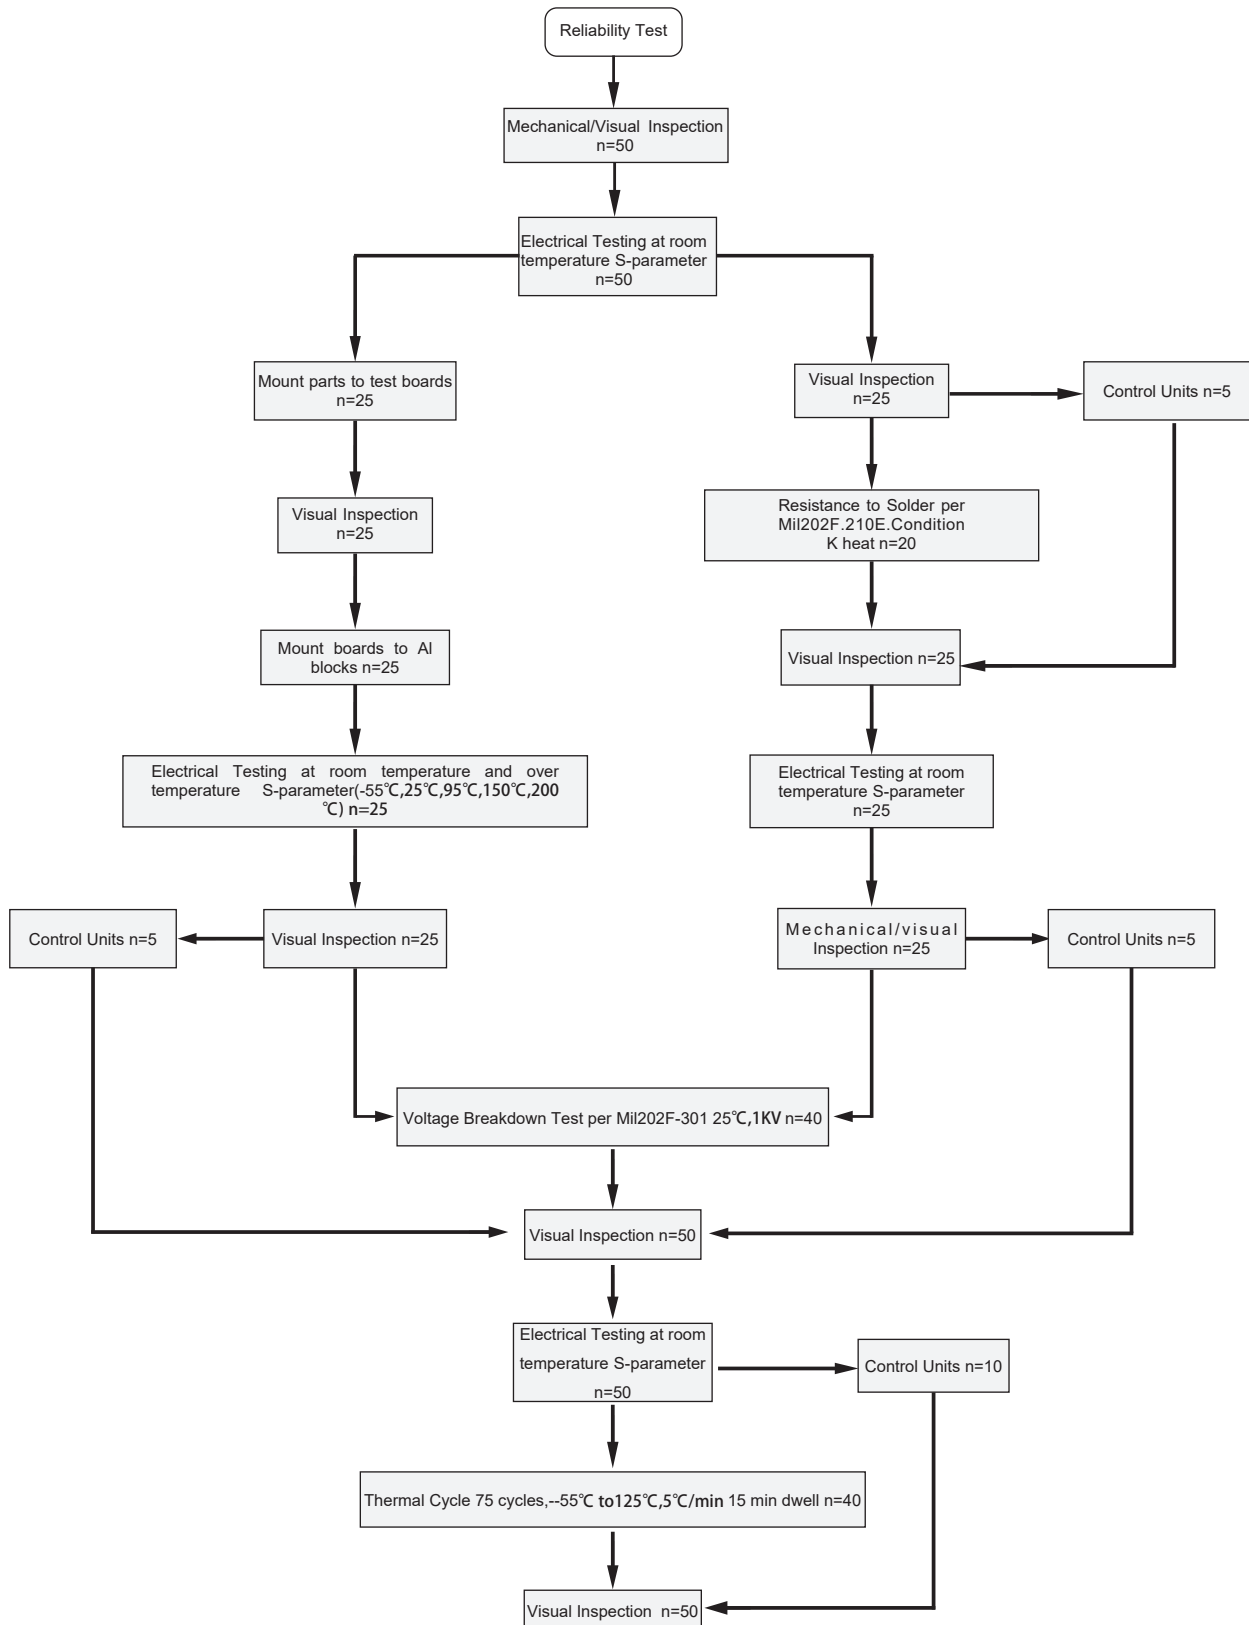 Reliability Test
Mechanical/Visual Inspection
n=50
Electrical Testing at room
temperature S-parameter
n=50
Mount parts to test boards
n=25
Visual Inspection
n=25
Control Units n=5
Visual Inspection
n=25
Resistance to Solder per
Mil202F.210E.Condition
K heat n=20
Mount boards to Al
blocks n=25
Visual Inspection n=25
Electrical Testing at room temperature and over
temperature S-parameter(-55℃,25℃,95℃,150℃,200
℃) n=25
Electrical Testing at room
temperature S-parameter
n=25
Control Units n=5
Visual Inspection n=25
Mechanical/visual
Inspection n=25
Control Units n=5
Voltage Breakdown Test per Mil202F-301 25℃,1KV n=40
Visual Inspection n=50
Electrical Testing at room
temperature S-parameter
n=50
Control Units n=10
Thermal Cycle 75 cycles,--55℃ to125℃,5℃/min 15 min dwell n=40
Visual Inspection n=50